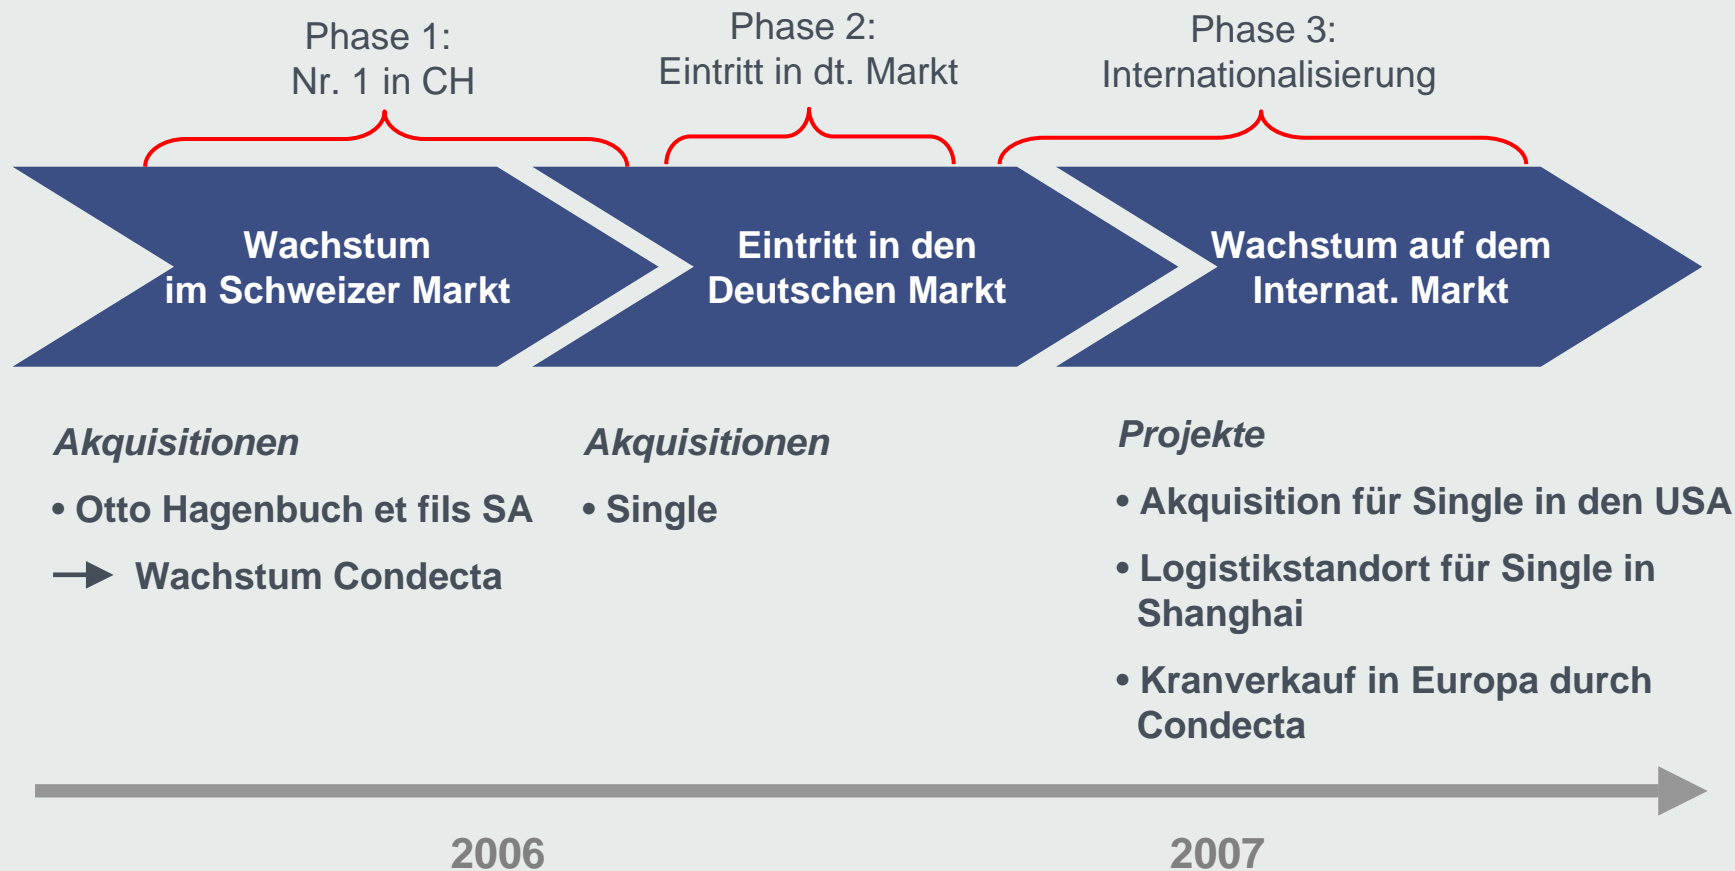 Phase 1:
Nr. 1 in CH
Phase 2:
Eintritt in dt. Markt
Phase 3:
Internationalisierung
Wachstum
im Schweizer Markt
Eintritt in den
Deutschen Markt
Wachstum auf dem
Internat. Markt
Akquisitionen
• Otto Hagenbuch et fils SA
Wachstum Condecta
Akquisitionen
• Single
Projekte
• Akquisition für Single in den USA
• Logistikstandort für Single in
Shanghai
• Kranverkauf in Europa durch
Condecta
2006
2007